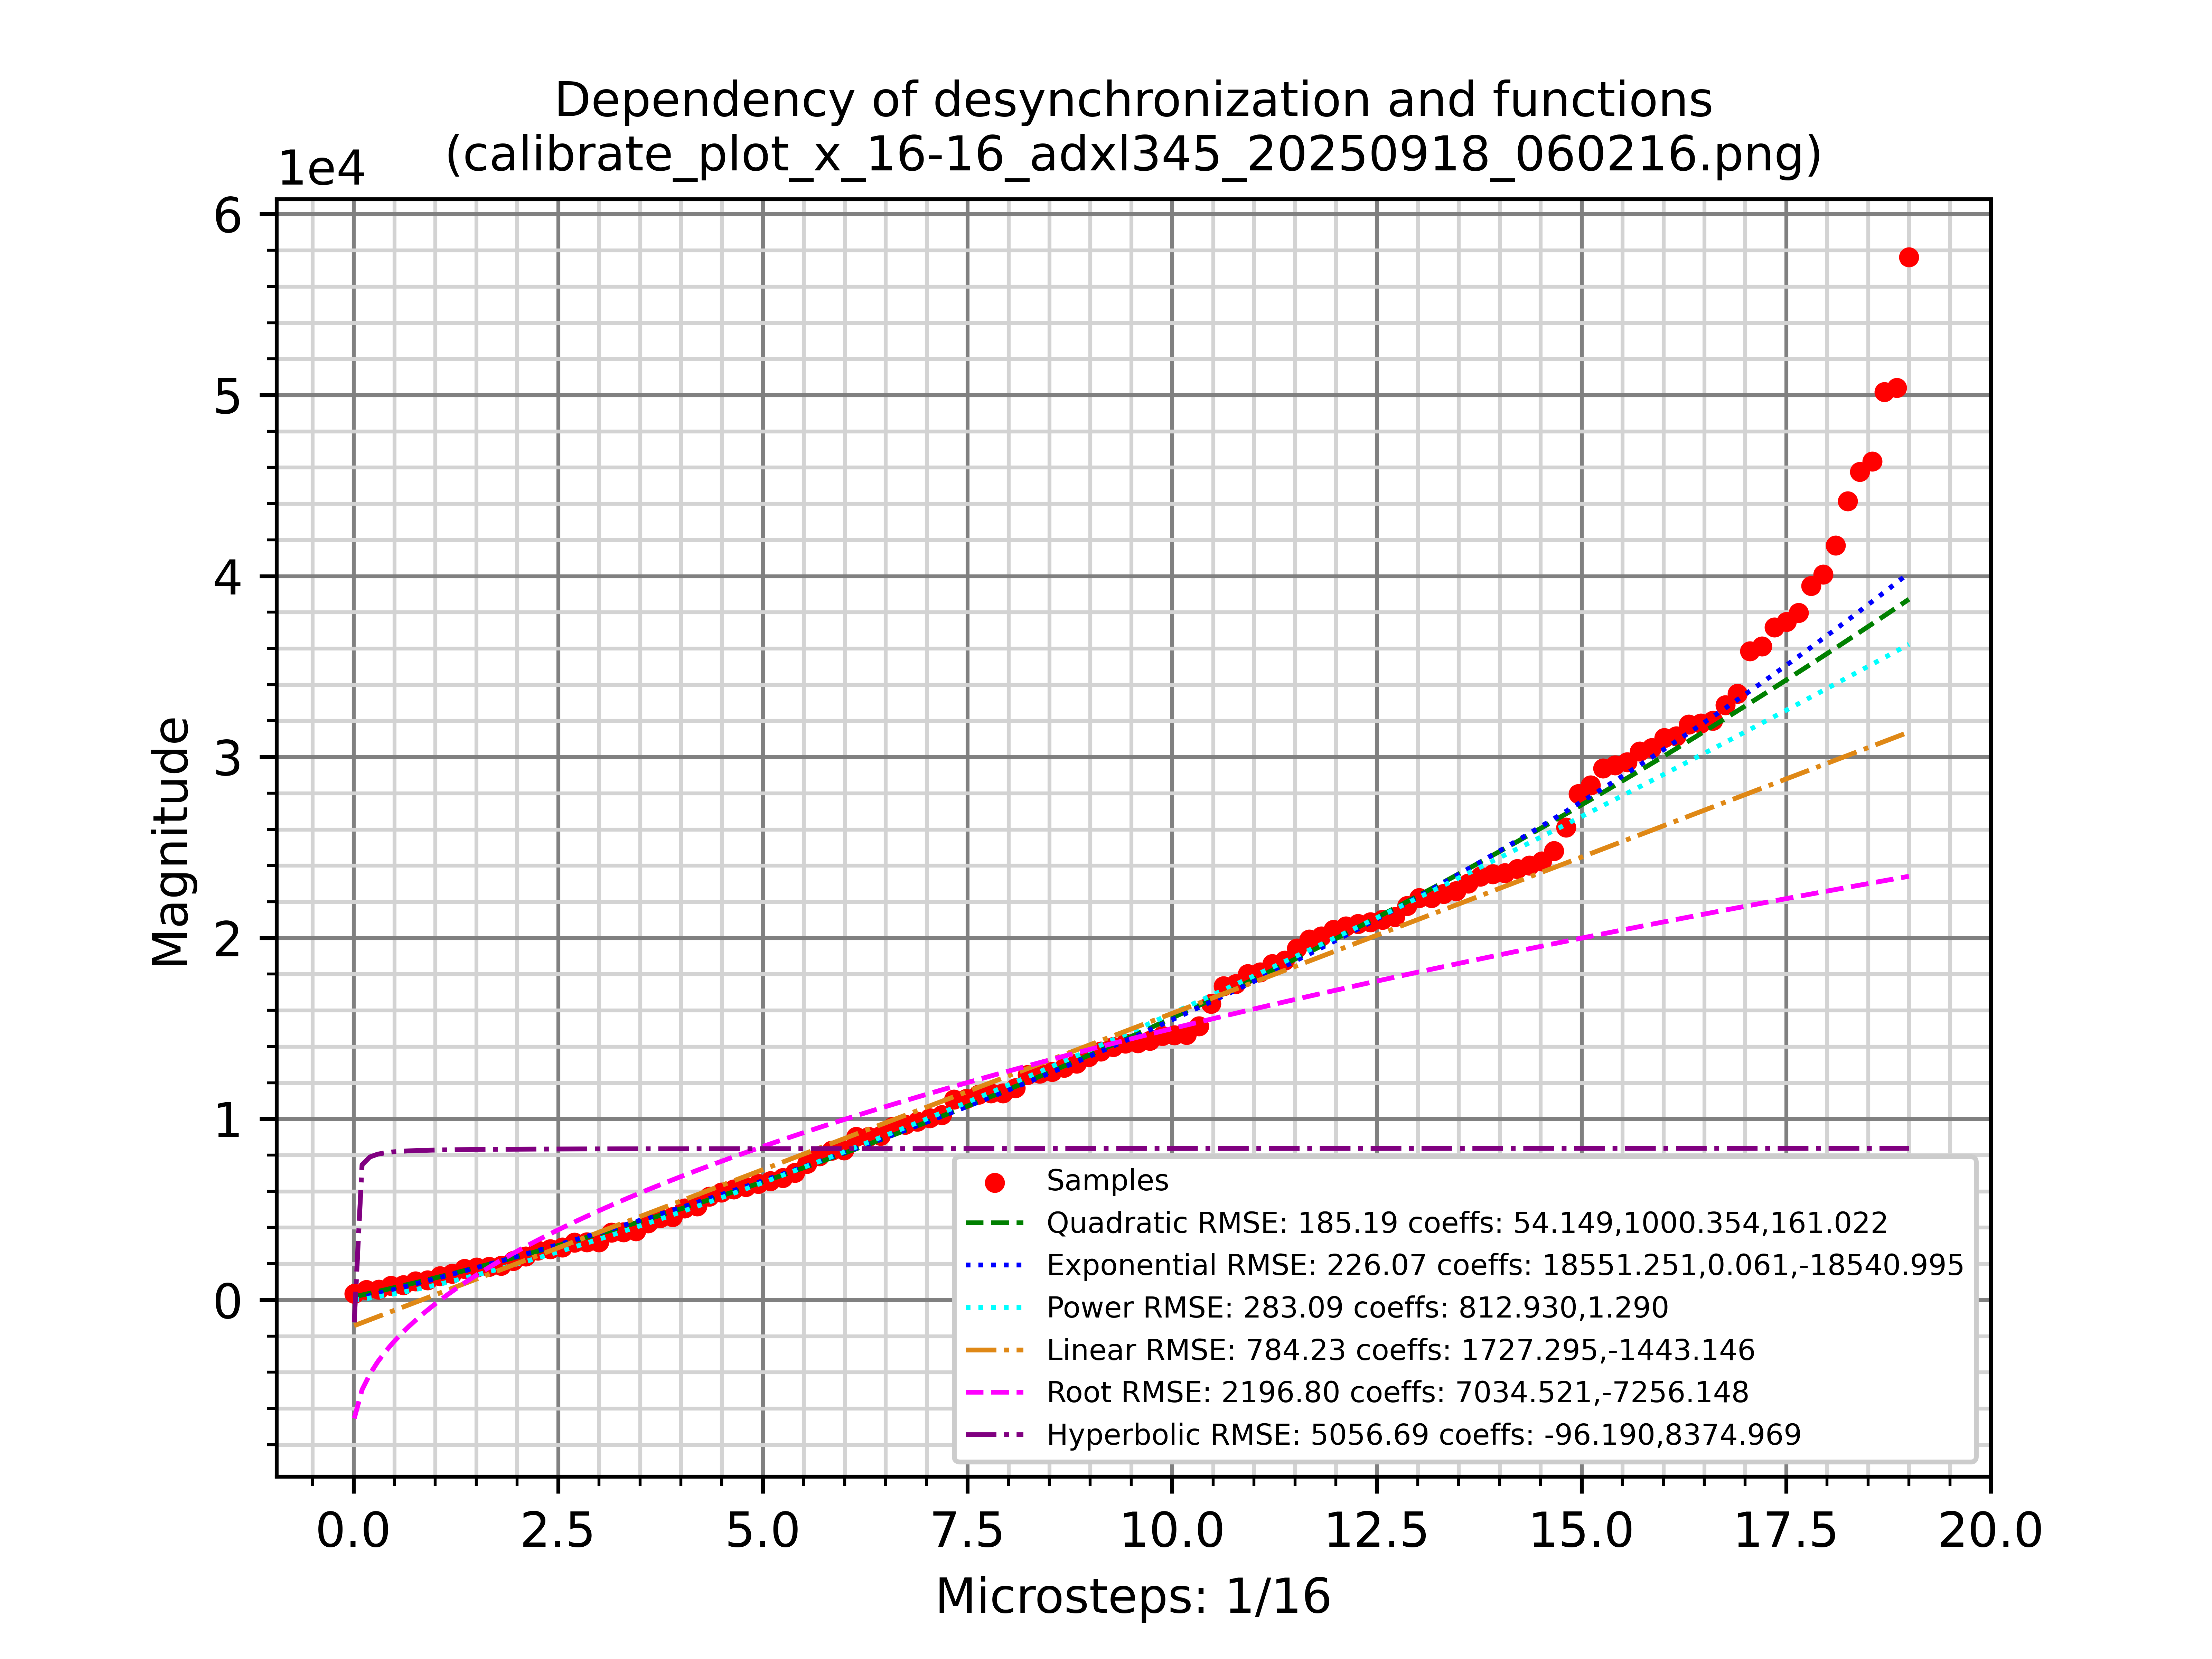 Dependency of desynchronization and functions
(calibrate_plot_x_16-16_adxl345_20250918_060216.png)
1e4
6
5
4
3
2
1
0
Magnitude
Samples
Quadratic RMSE: 185.19 coeffs: 54.149,1000.354,161.022
Exponential RMSE: 226.07 coeffs: 18551.251,0.061,-18540.995
Power RMSE: 283.09 coeffs: 812.930,1.290
Linear RMSE: 784.23 coeffs: 1727.295,-1443.146
Root RMSE: 2196.80 coeffs: 7034.521,-7256.148
Hyperbolic RMSE: 5056.69 coeffs: -96.190,8374.969
0.0 2.5 5.0 7.5 10.0 12.5 15.0 17.5 20.0
Microsteps: 1/16